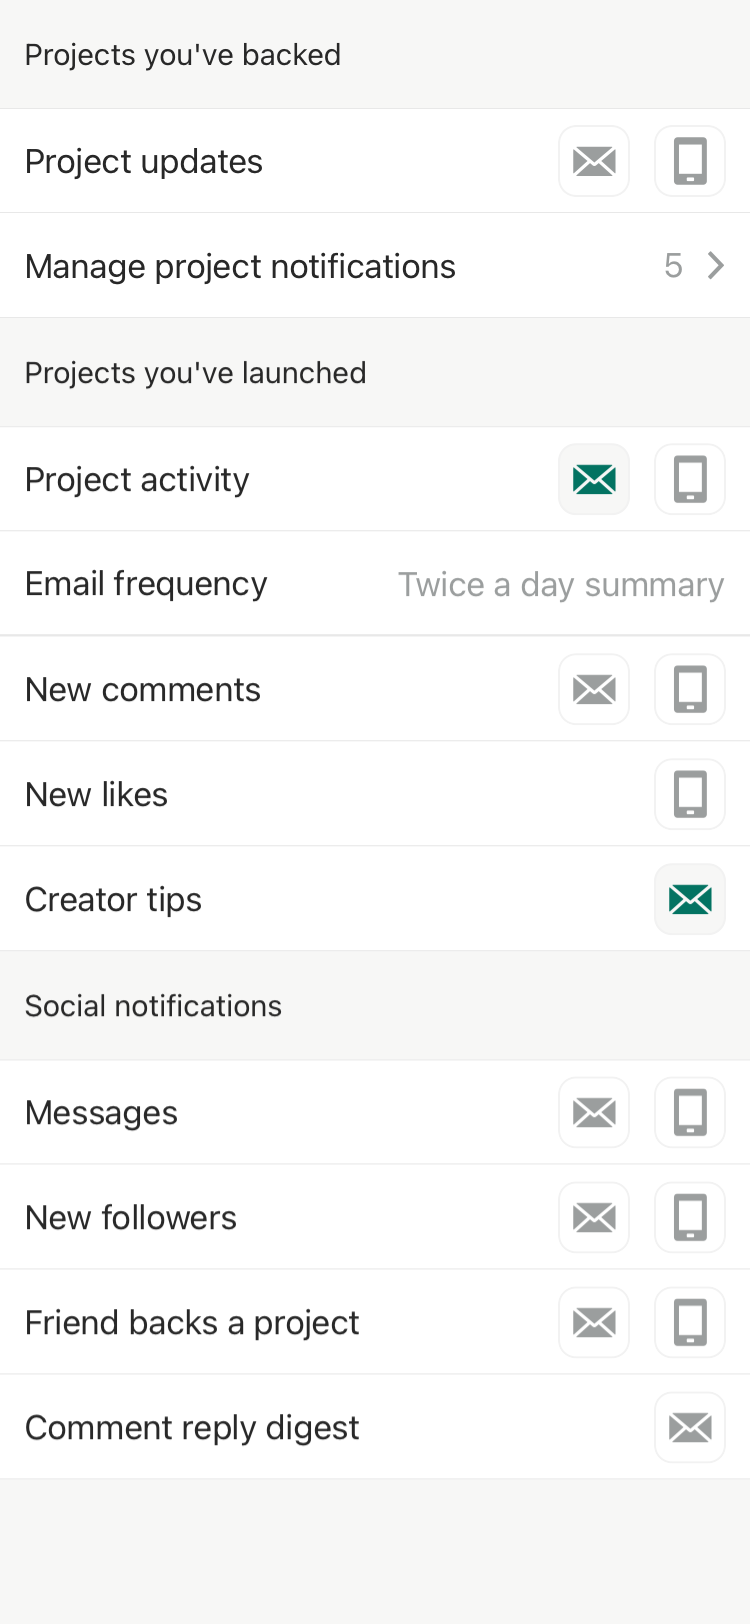 Projects you've backed
Project updates
Manage project notifications 5
Projects you've launched
Project activity
Email frequency Twice a day summary
New comments
New likes
Creator tips
Social notifications
Messages
New followers
Friend backs a project
Comment reply digest